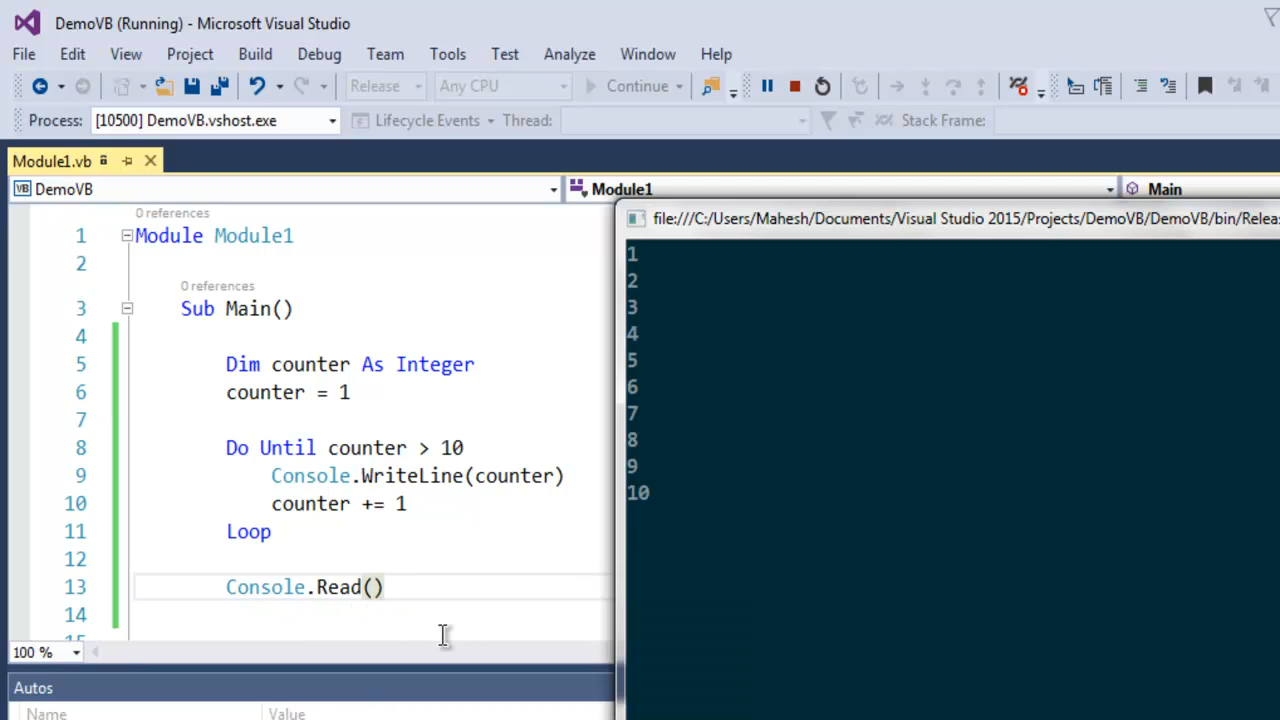 DemoVB (Running) - Microsoft Visual Studio
File Edit View Project Build Debug Team Tools Test Analyze Window Help
Release Any CPU Continue
Process: [10500] DemoVB.vshost.exe Lifecycle Events Thread: Stack Frame:
Module1.vb
VB DemoVB Module1 Main
0 references
1 Module Module1
2
0 references
3 Sub Main()
4
5 Dim counter As Integer
6 counter = 1
7
8 Do Until counter > 10
9 Console.WriteLine(counter)
10 counter += 1
11 Loop
12
13 Console.Read()
14
15
100 %
Autos
Name Value
file:///C:/Users/Mahesh/Documents/Visual Studio 2015/Projects/DemoVB/DemoVB/bin/Relea
1
2
3
4
5
6
7
8
9
10